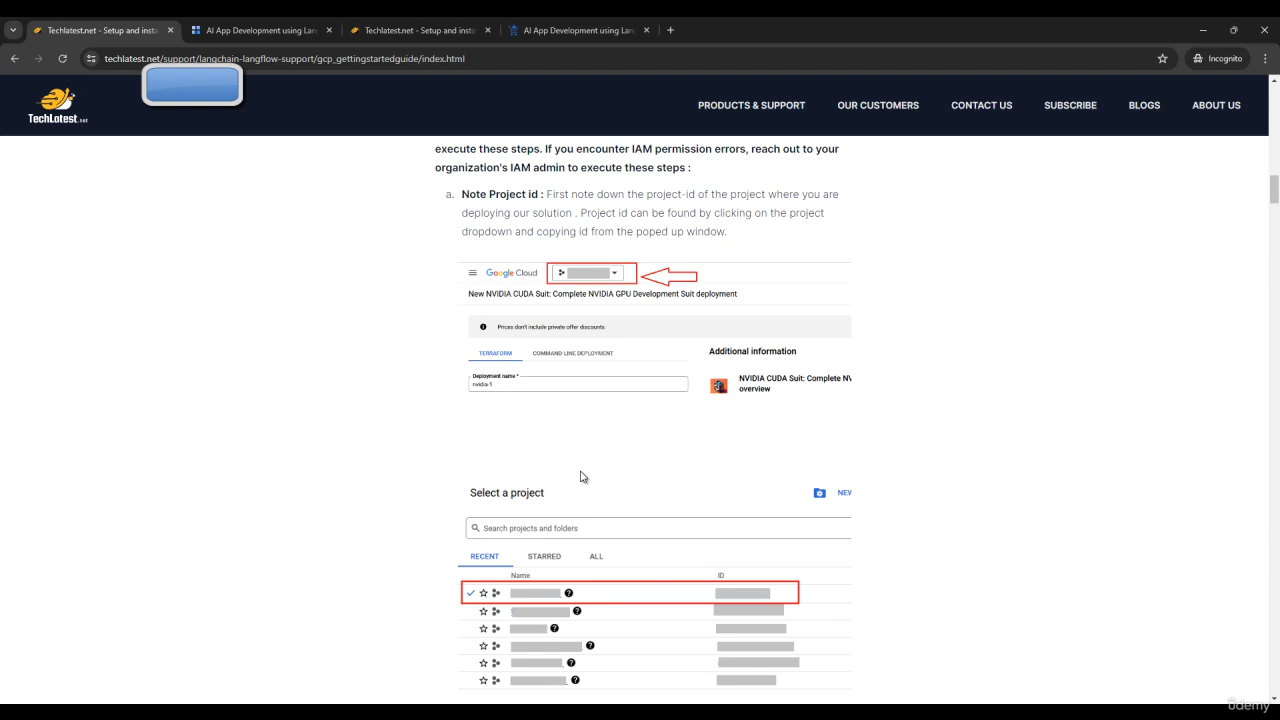 Techlatest.net - Setup and insta
AI App Development using Lan
Techlatest.net - Setup and insta
AI App Development using Lan
techlatest.net/support/langchain-langflow-support/gcp_gettingstartedguide/index.html
Incognito
TechLatest.net
PRODUCTS & SUPPORT
OUR CUSTOMERS
CONTACT US
SUBSCRIBE
BLOGS
ABOUT US
execute these steps. If you encounter IAM permission errors, reach out to your
organization's IAM admin to execute these steps :
a. Note Project id : First note down the project-id of the project where you are
deploying our solution . Project id can be found by clicking on the project
dropdown and copying id from the poped up window.
Google Cloud
New NVIDIA CUDA Suit: Complete NVIDIA GPU Development Suit deployment
Prices don't include private offer discounts
TERRAFORM
COMMAND-LINE DEPLOYMENT
Additional information
Deployment name *
nvidia-1
NVIDIA CUDA Suit: Complete NV
overview
Select a project
NEW
Search projects and folders
RECENT
STARRED
ALL
Name
ID
udemy